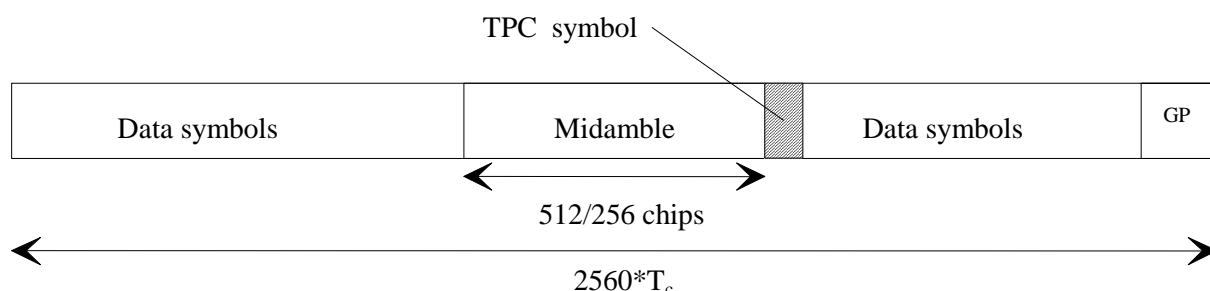 TPC symbol
Data symbols
Midamble
Data symbols
GP
512/256 chips
2560*Tc